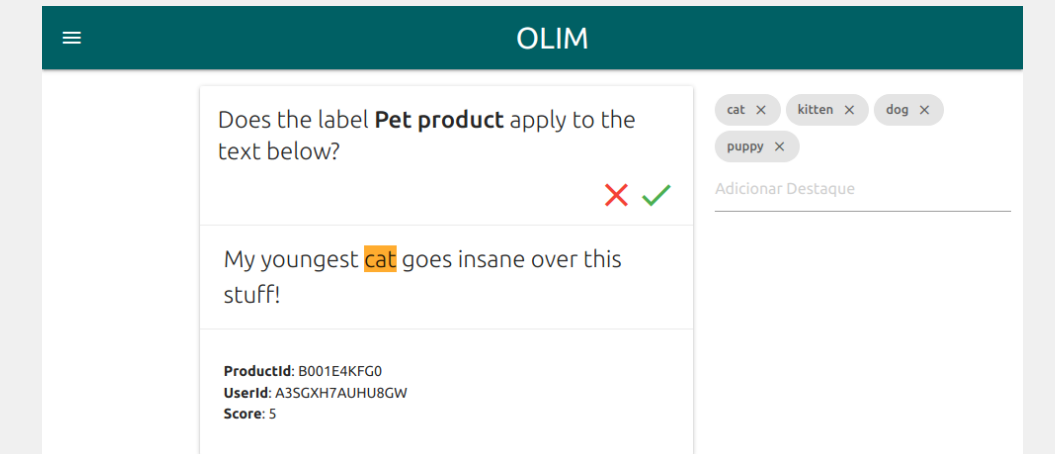 OLIM
Does the label Pet product apply to the
text below?
My youngest cat goes insane over this
stuff!
ProductId: B001E4KFG0
UserId: A3SGXH7AUHU8GW
Score: 5
cat
kitten
dog
puppy
Adicionar Destaque